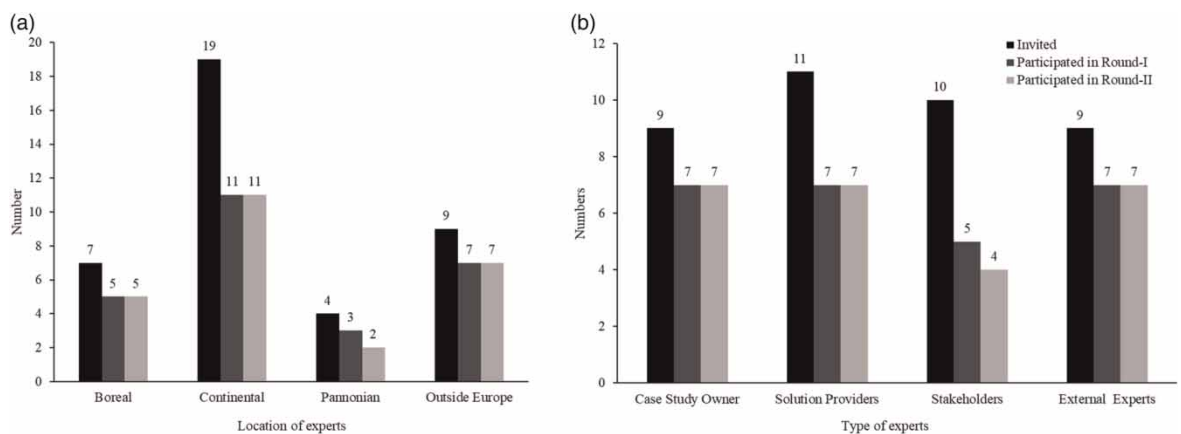 (a)
Number
20
18
16
14
12
10
8
6
4
2
0
7
5
5
19
11
11
4
3
2
9
7
7
Boreal
Continental
Pannonian
Outside Europe
Location of experts
(b)
Numbers
12
10
8
6
4
2
0
Invited
Participated in Round-I
Participated in Round-II
9
7
7
11
7
7
10
5
4
9
7
7
Case Study Owner
Solution Providers
Stakeholders
External Experts
Type of experts